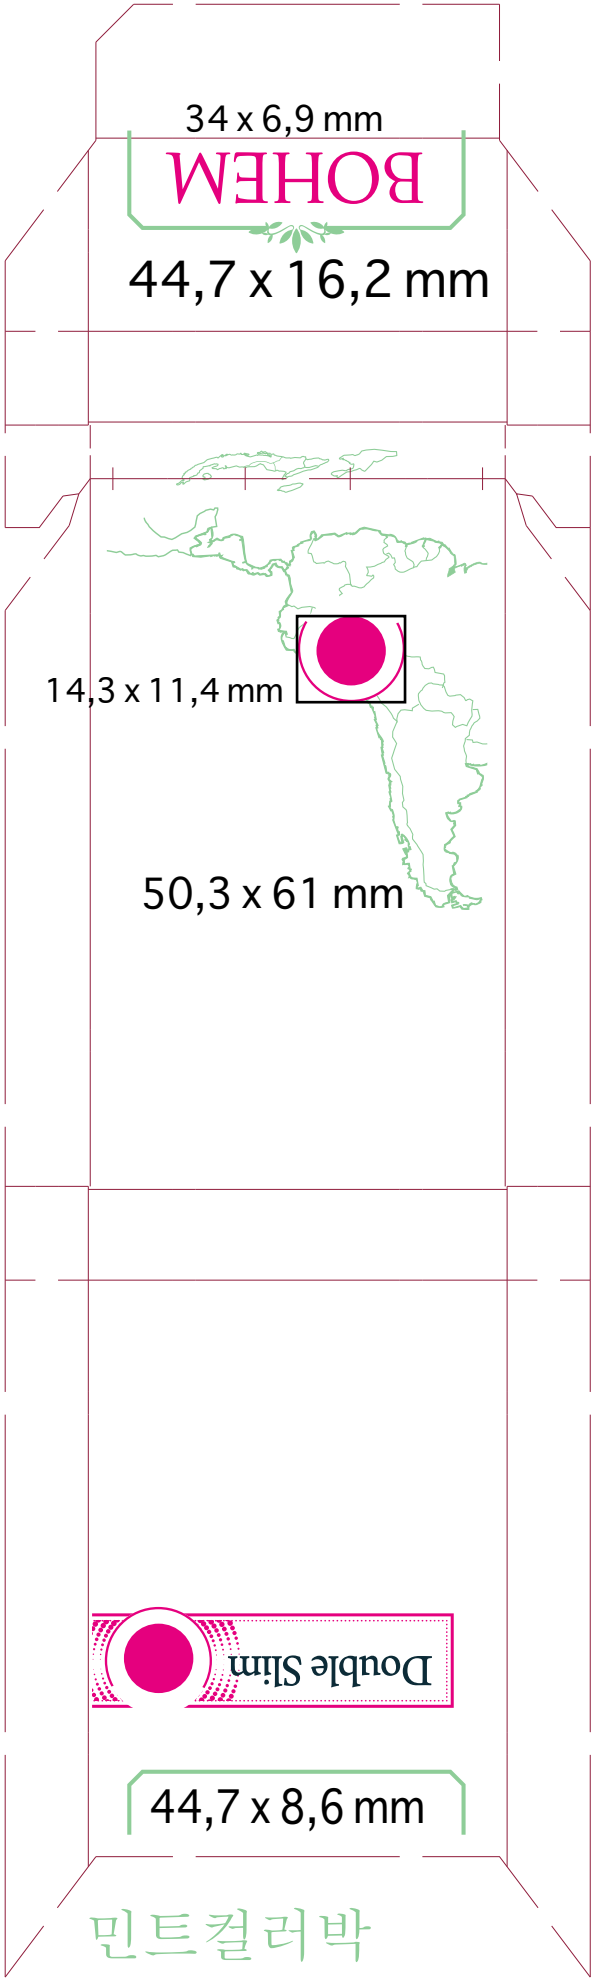 34 x 6,9 mm
BOHEM
44,7 x 16,2 mm
14,3 x 11,4 mm
50,3 x 61 mm
Double Slim
44,7 x 8,6 mm
민트컬러박